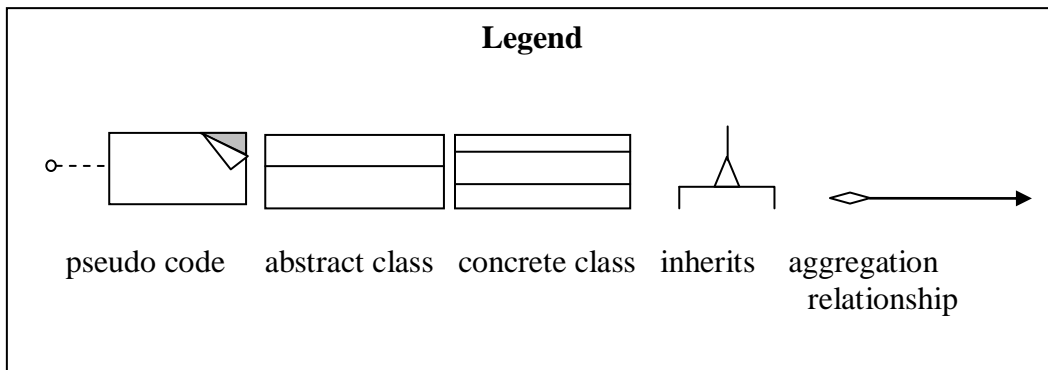 Legend
pseudo code abstract class concrete class inherits aggregation
relationship